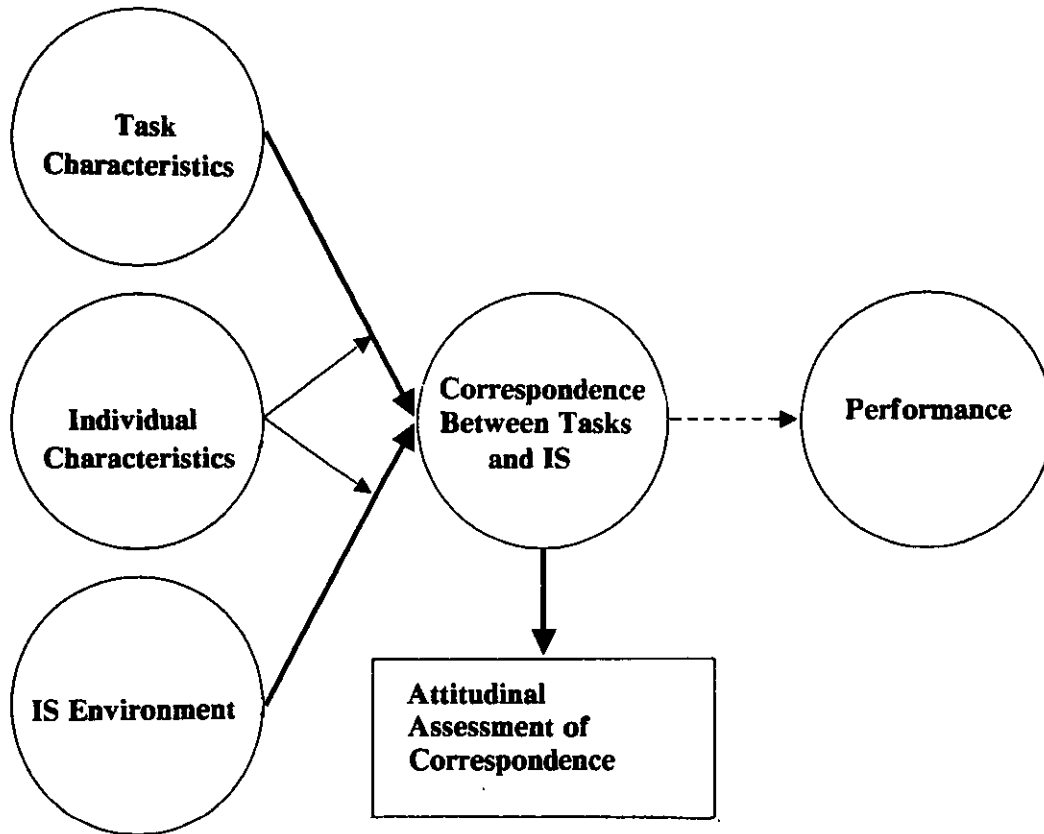 Task
Characteristics
Individual
Characteristics
IS Environment
Correspondence
Between Tasks
and IS
Performance
Attitudinal
Assessment of
Correspondence